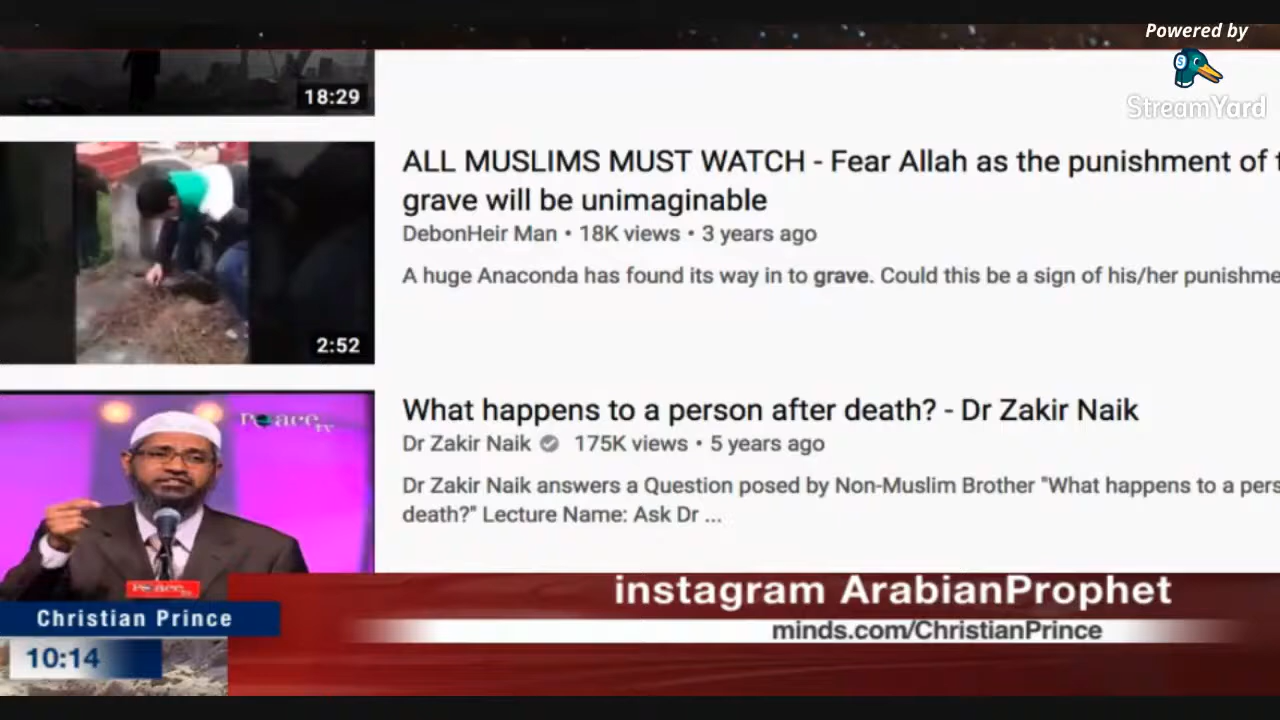 Powered by
StreamYard
18:29
ALL MUSLIMS MUST WATCH - Fear Allah as the punishment of
grave will be unimaginable
DebonHeir Man • 18K views • 3 years ago
A huge Anaconda has found its way in to grave. Could this be a sign of his/her
2:52
Peace TV
What happens to a person after death? - Dr Zakir Naik
Dr Zakir Naik 175K views • 5 years ago
Dr Zakir Naik answers a Question posed by Non-Muslim Brother "What happens to a
death?" Lecture Name: Ask Dr ...
Peace TV
instagram ArabianProphet
Christian Prince
minds.com/ChristianPrince
10:14